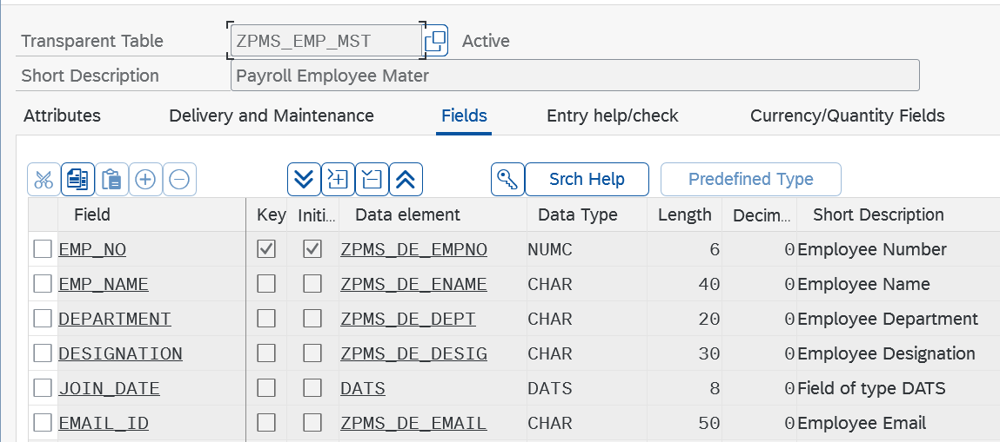 Transparent Table ZPMS_EMP_MST Active
Short Description Payroll Employee Mater
Attributes Delivery and Maintenance Fields Entry help/check Currency/Quantity Fields
Srch Help Predefined Type
Field Key Initi... Data element Data Type Length Decim... Short Description
EMP_NO ZPMS_DE_EMPNO NUMC 6 0 Employee Number
EMP_NAME ZPMS_DE_ENAME CHAR 40 0 Employee Name
DEPARTMENT ZPMS_DE_DEPT CHAR 20 0 Employee Department
DESIGNATION ZPMS_DE_DESIG CHAR 30 0 Employee Designation
JOIN_DATE DATS DATS 8 0 Field of type DATS
EMAIL_ID ZPMS_DE_EMAIL CHAR 50 0 Employee Email